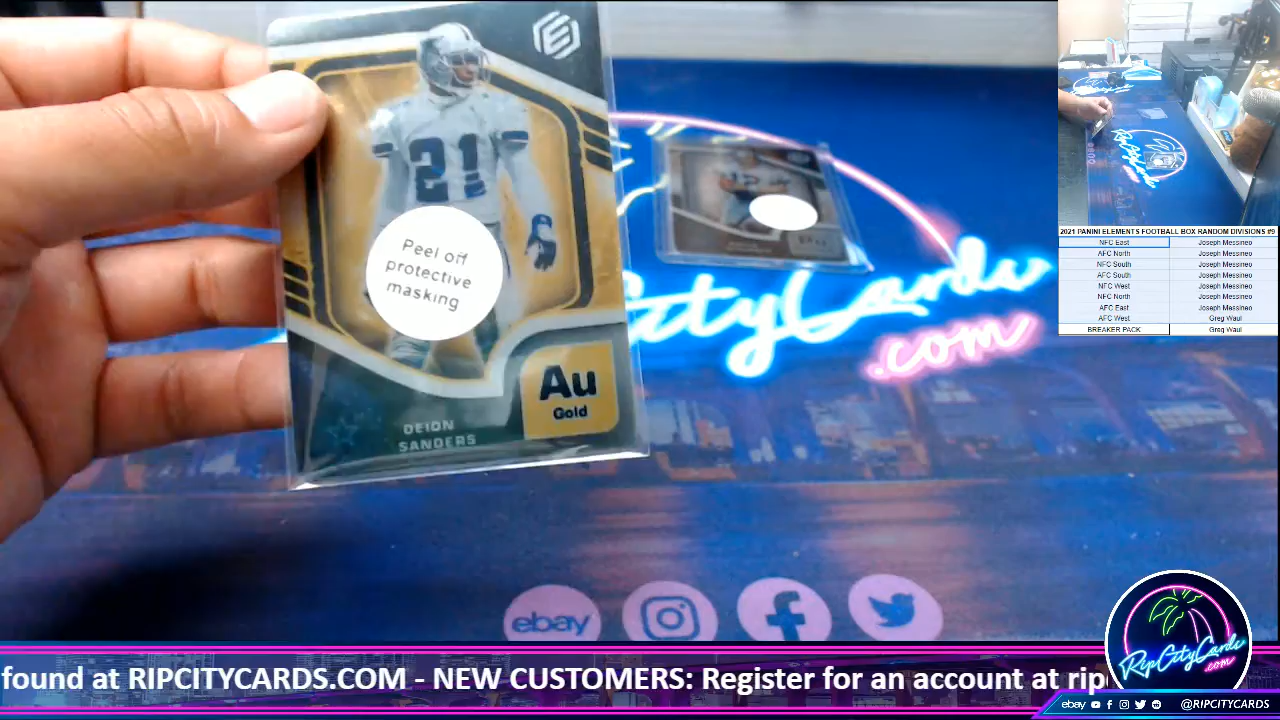 21
Peel off
protective
masking
Au
Gold
DEION
SANDERS
CityCards
.com
ebay
2021 PANINI ELEMENTS FOOTBALL BOX RANDOM DIVISIONS #9
NFC East Joseph Messineo
AFC North Joseph Messineo
NFC South Joseph Messineo
AFC South Joseph Messineo
NFC West Joseph Messineo
NFC North Joseph Messineo
AFC East Joseph Messineo
AFC West Greg Waul
BREAKER PACK Greg Waul
found at RIPCITYCARDS.COM - NEW CUSTOMERS: Register for an account at rip
RipCityCards
.com
ebay @RIPCITYCARDS